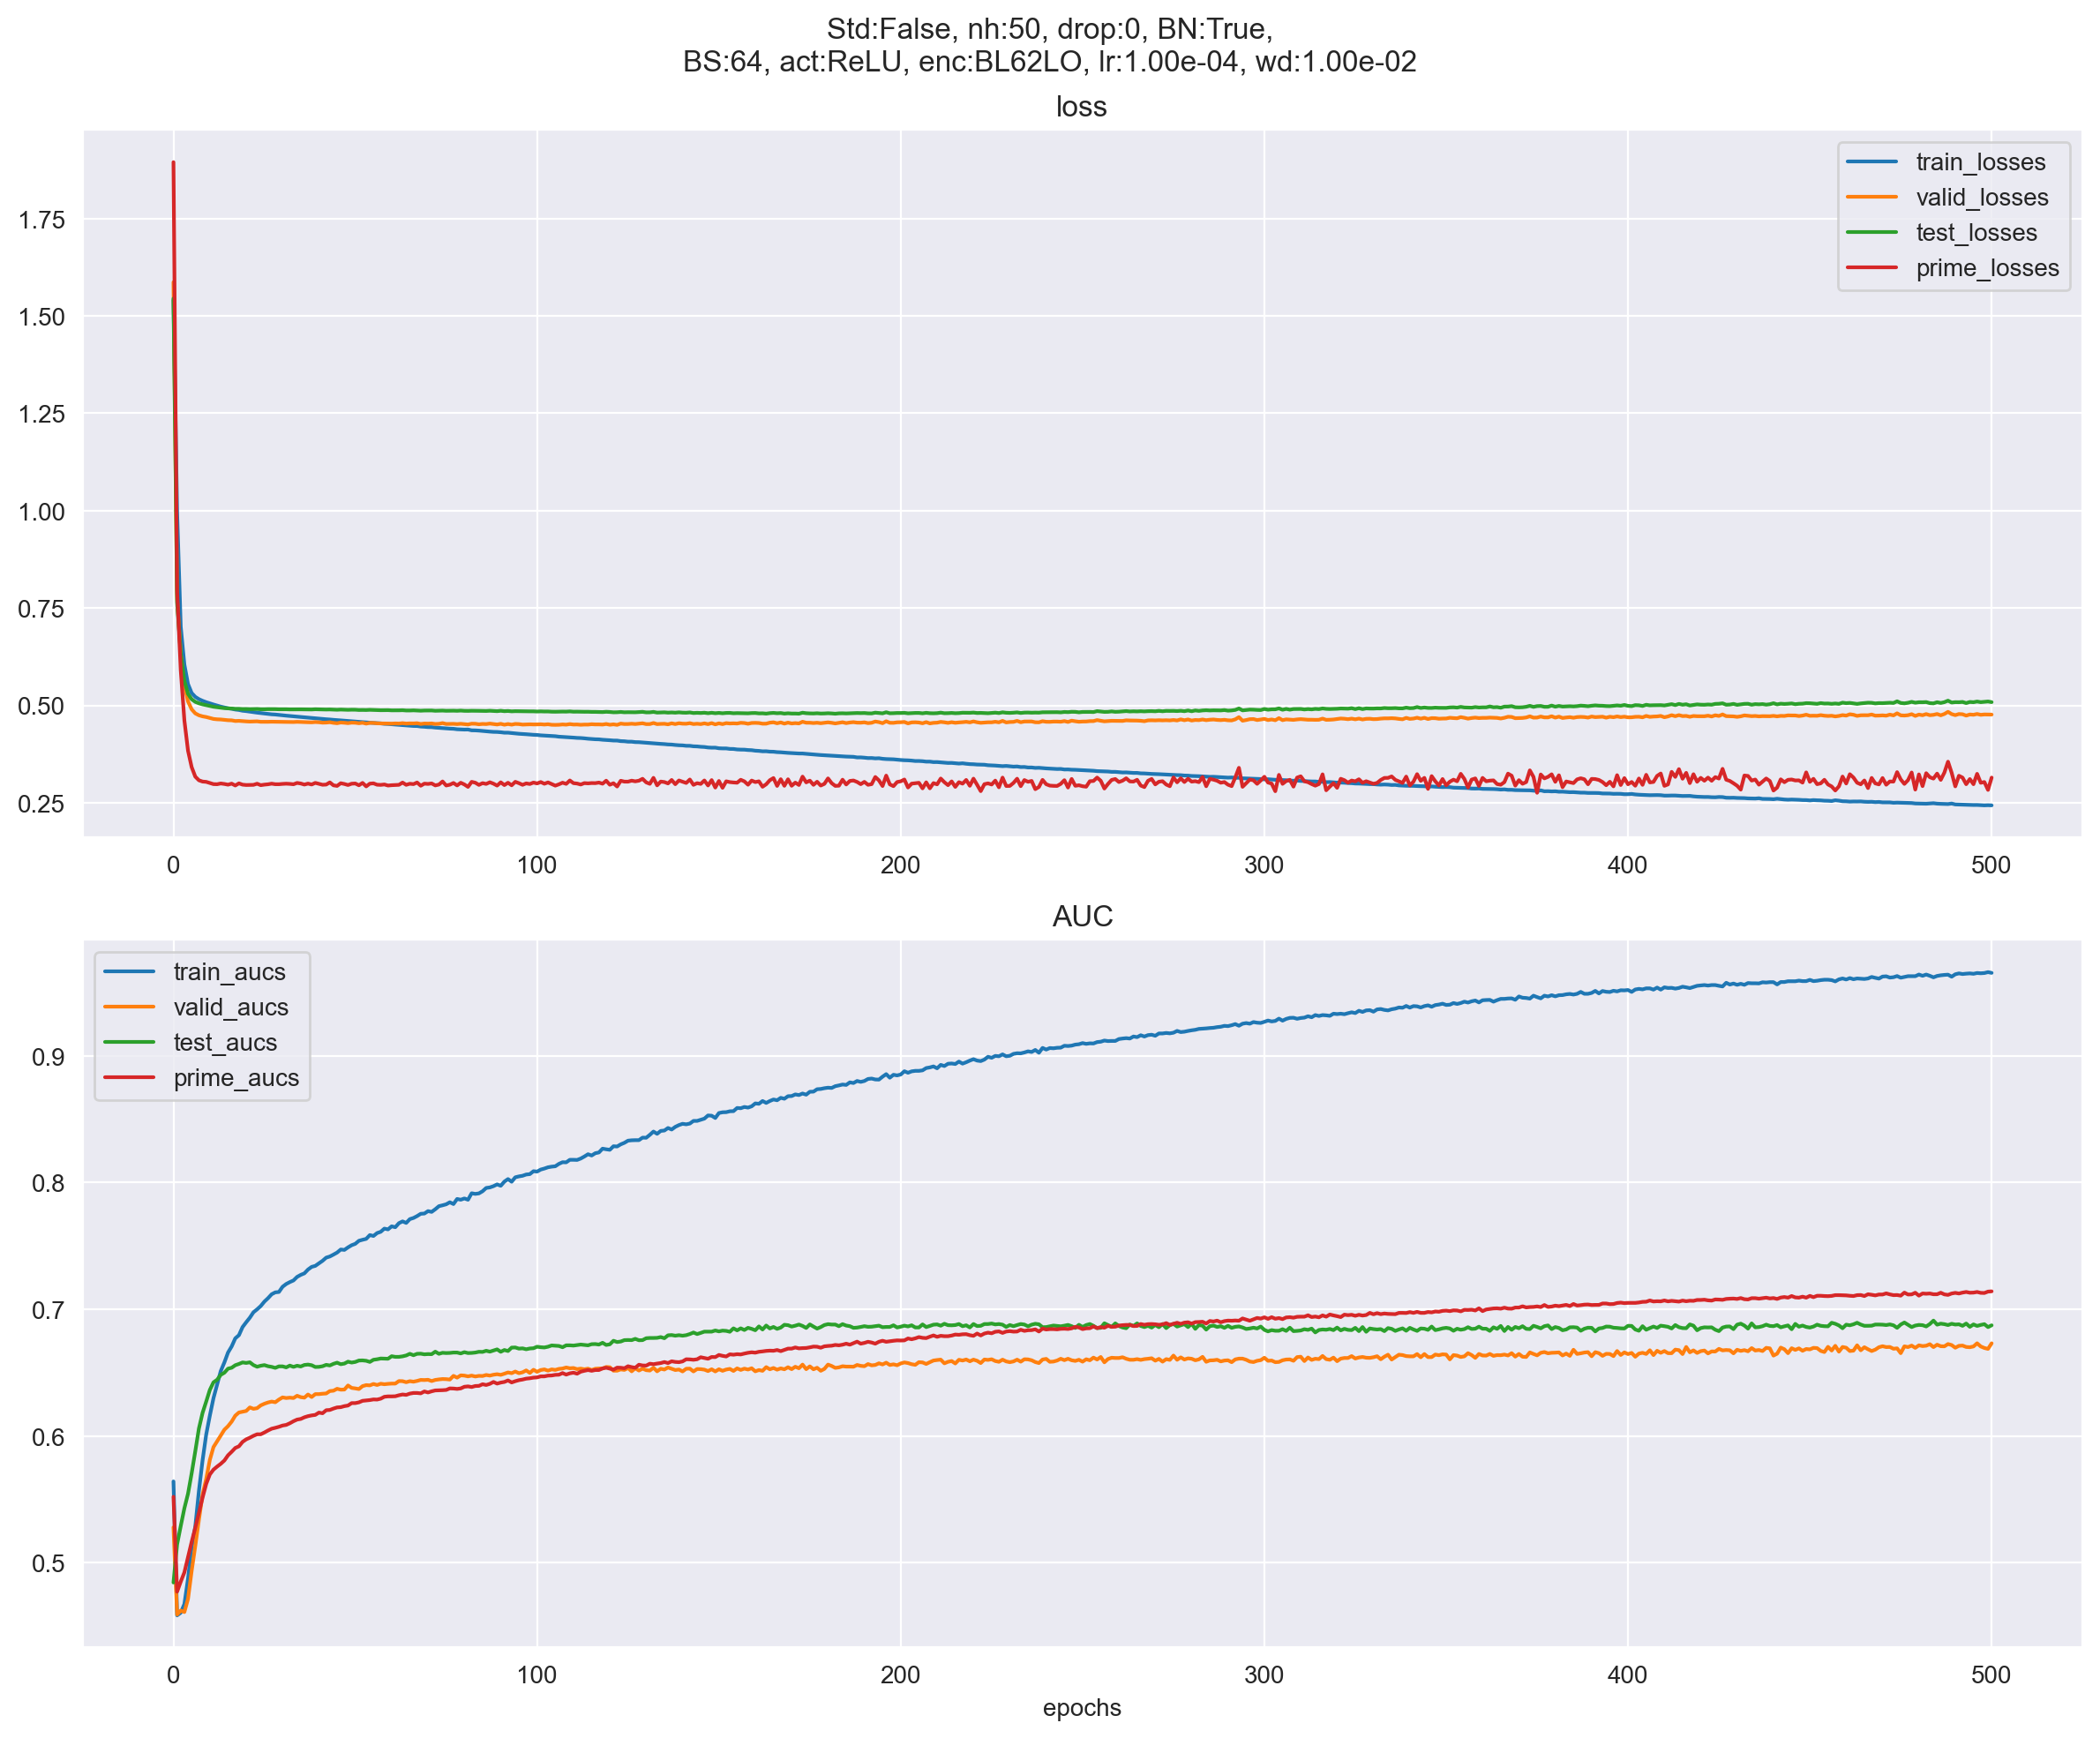 Std:False, nh:50, drop:0, BN:True,
BS:64, act:ReLU, enc:BL62LO, lr:1.00e-04, wd:1.00e-02
loss
train_losses
valid_losses
test_losses
prime_losses
1.75
1.50
1.25
1.00
0.75
0.50
0.25
0 100 200 300 400 500
AUC
train_aucs
valid_aucs
test_aucs
prime_aucs
0.9
0.8
0.7
0.6
0.5
0 100 200 300 400 500
epochs